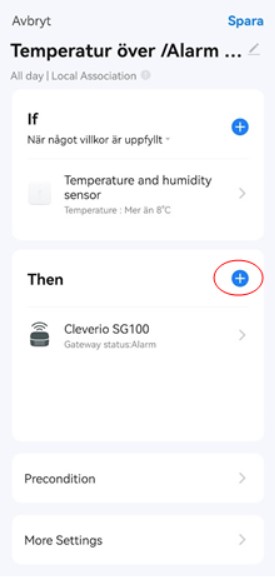 Avbryt Spara
Temperatur över /Alarm ...
All day | Local Association
If
När något villkor är uppfyllt
Temperature and humidity
sensor
Temperature : Mer än 8°C
Then
Cleverio SG100
Gateway status:Alarm
Precondition
More Settings